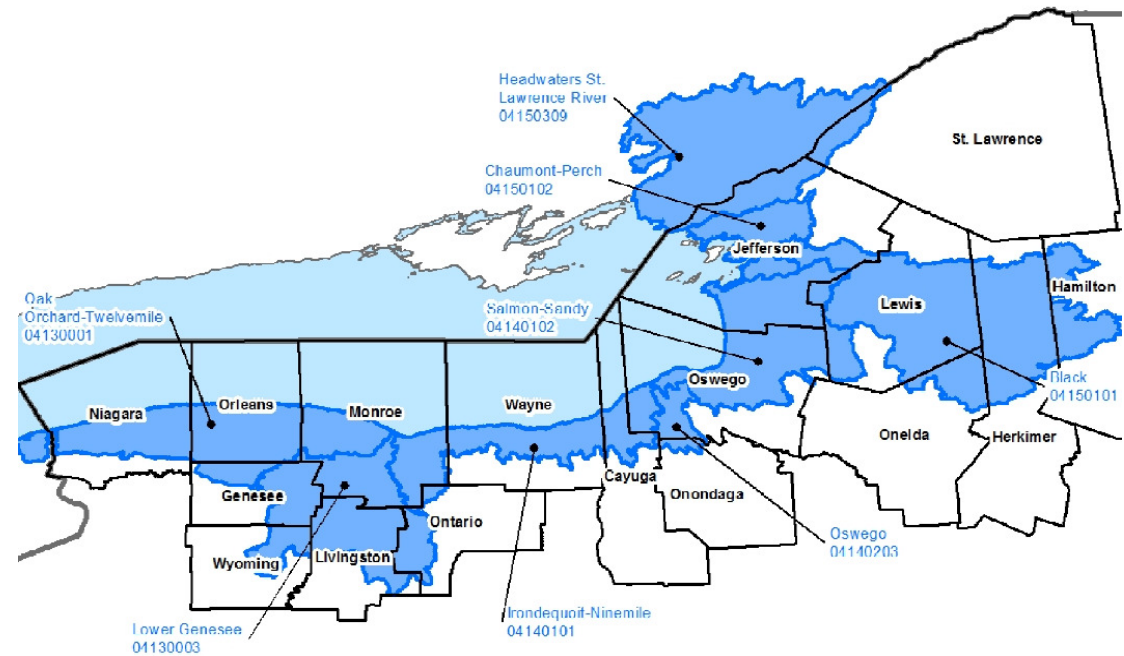 Headwaters St.
Lawrence River
04150309
St. Lawrence
Chaumont-Perch
04150102
Jefferson
Hamilton
Oak
Orchard-Twelvemile
04130001
Salmon-Sandy
04140102
Lewis
Black
04150101
Niagara
Orleans
Monroe
Wayne
Oswego
Oneida
Herkimer
Genesee
Cayuga
Onondaga
Ontario
Wyoming
Livingston
Oswego
04140203
Irondequoit-Ninemile
04140101
Lower Genesee
04130003